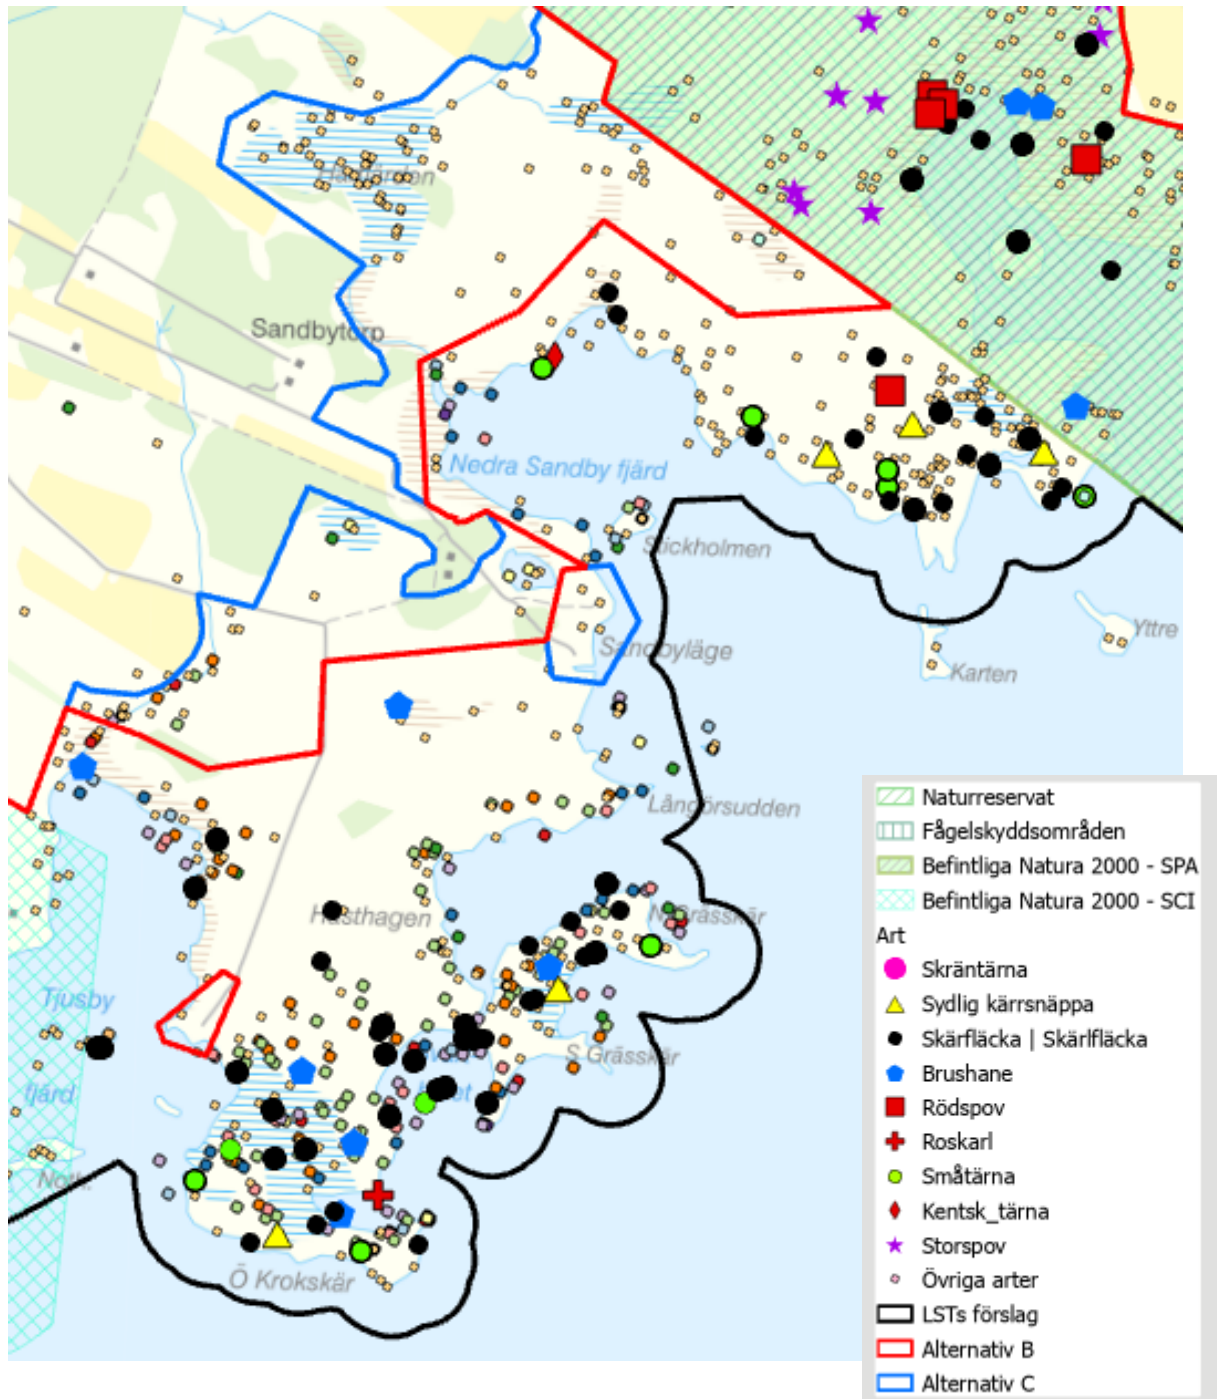 Sandbytorp
Nedra Sandby fjärd
Stickholmen
Sandbyläge
Yttre
Karten
Långörsudden
Hästhagen
N Grässkär
S Grässkär
Tjusby
fjärd
Ö Krokskär
Naturreservat
Fågelskyddsområden
Befintliga Natura 2000 - SPA
Befintliga Natura 2000 - SCI
Art
Skräntärna
Sydlig kärrsnäppa
Skärfläcka | Skärlfläcka
Brushane
Rödspov
Roskarl
Småtärna
Kentsk_tärna
Storspov
Övriga arter
LSTs förslag
Alternativ B
Alternativ C